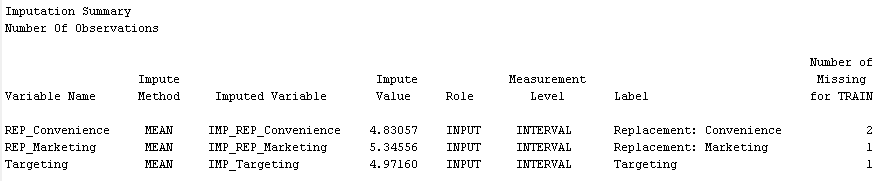 Imputation Summary
Number Of Observations
Number of
Impute Impute Measurement Missing
Variable Name Method Imputed Variable Value Role Level Label for TRAIN
REP_Convenience MEAN IMP_REP_Convenience 4.83057 INPUT INTERVAL Replacement: Convenience 2
REP_Marketing MEAN IMP_REP_Marketing 5.34556 INPUT INTERVAL Replacement: Marketing 1
Targeting MEAN IMP_Targeting 4.97160 INPUT INTERVAL Targeting 1